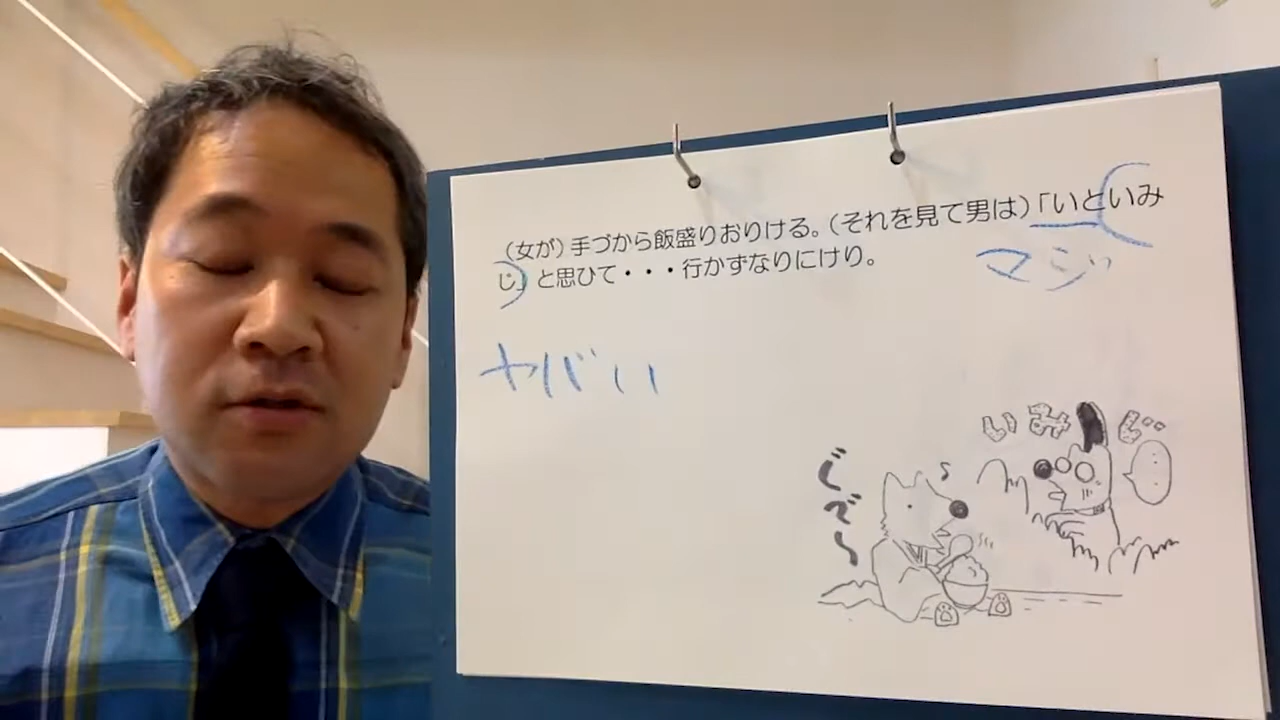 （女が）手づから飯盛りおりける。（それを見て男は）「いといみ
じ」と思ひて・・・行かずなりにけり。
マジ
ヤバい
いみじ
ぐで〜